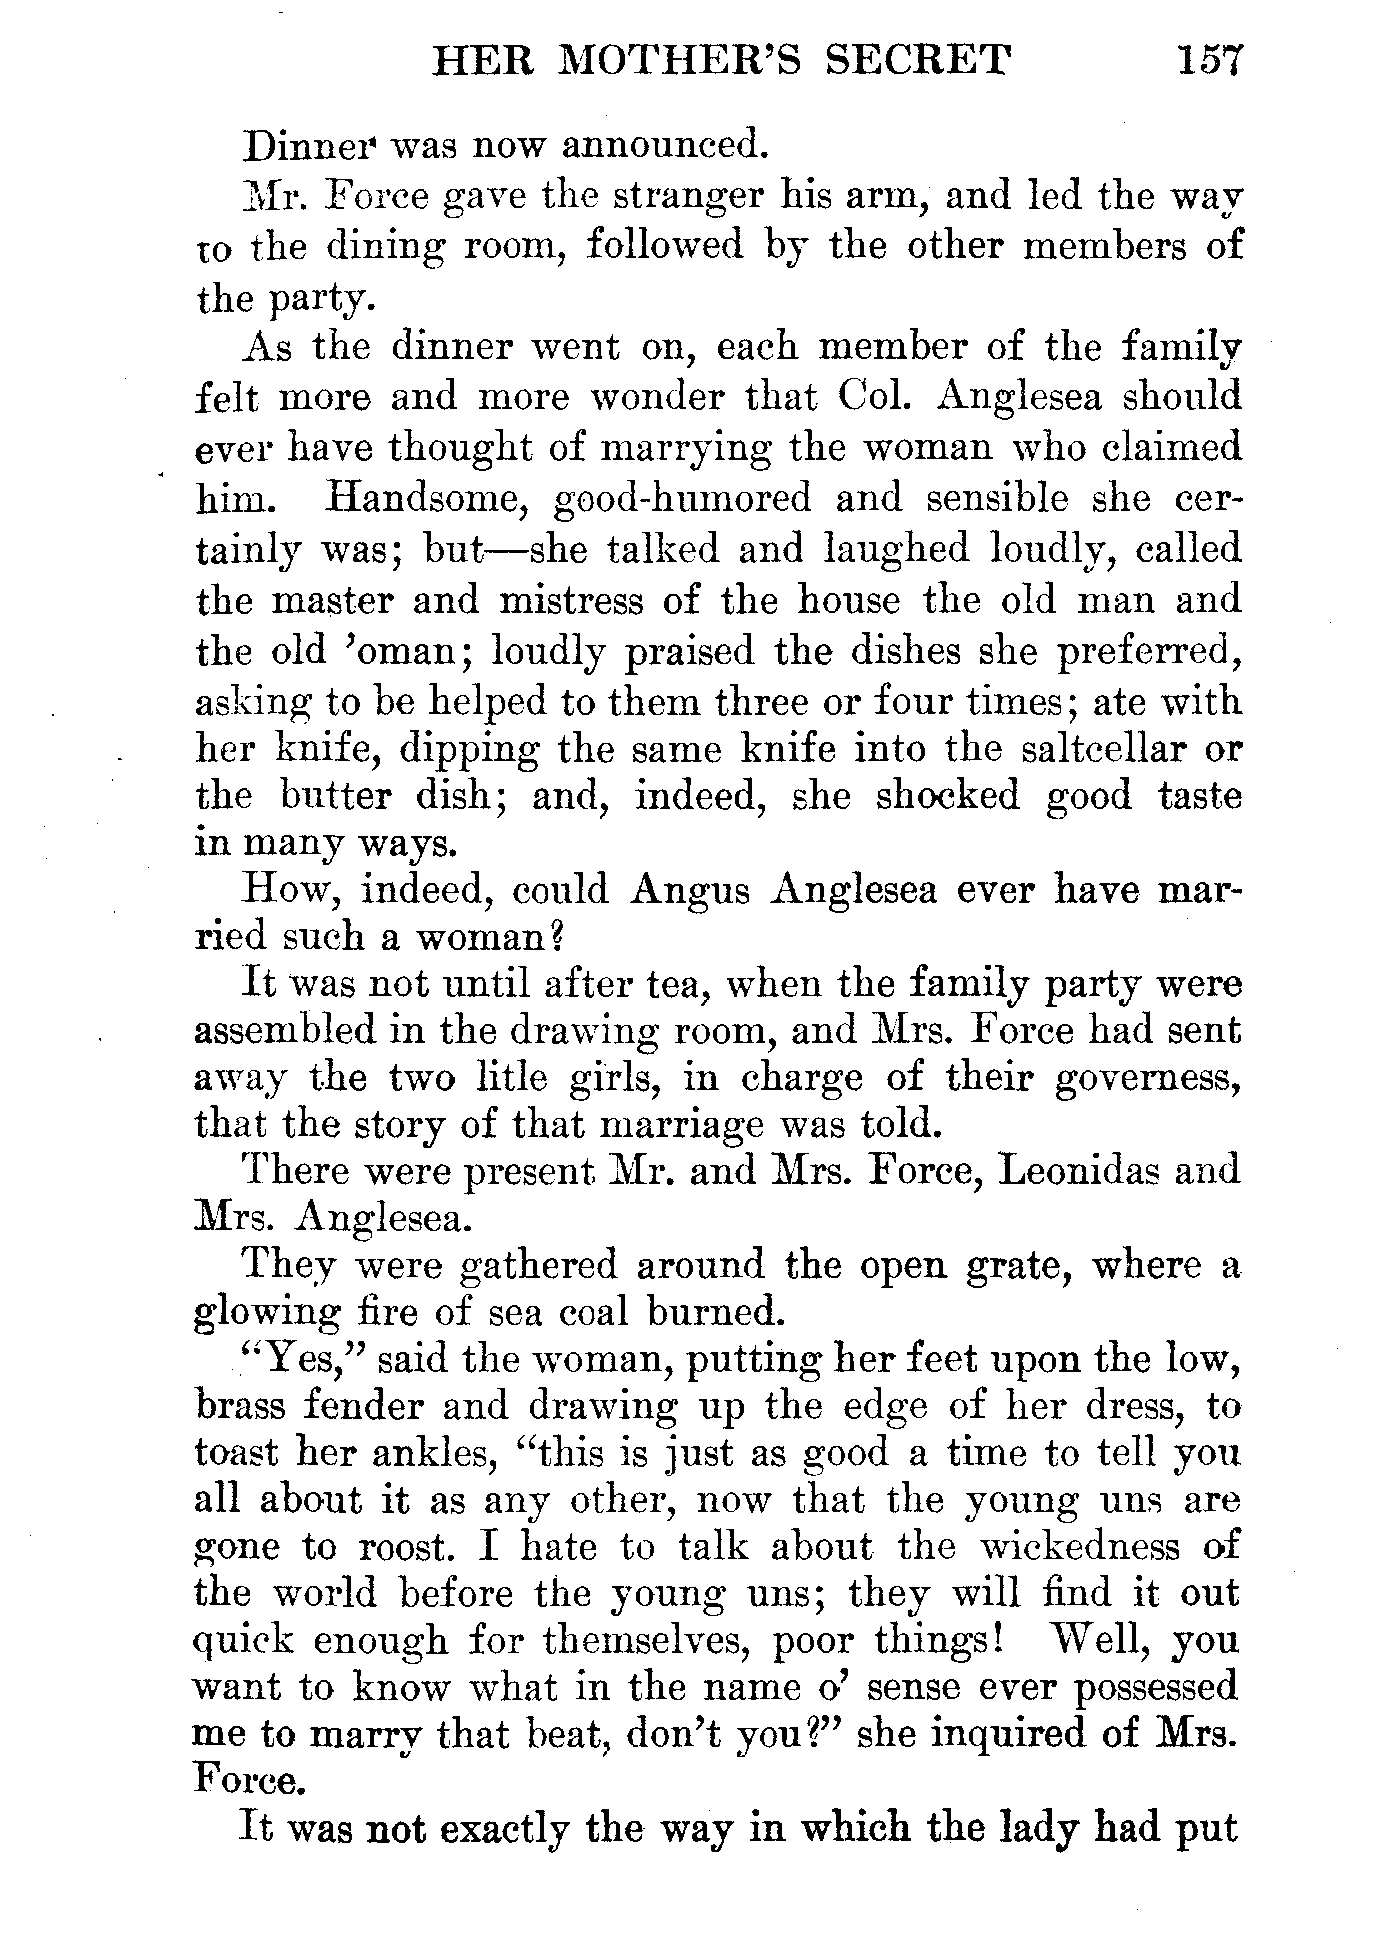 HER MOTHER'S SECRET 157
Dinner was now announced.
Mr. Force gave the stranger his arm, and led the way
to the dining room, followed by the other members of
the party.
As the dinner went on, each member of the family
felt more and more wonder that Col. Anglesea should
ever have thought of marrying the woman who claimed
him. Handsome, good-humored and sensible she cer-
tainly was; but—she talked and laughed loudly, called
the master and mistress of the house the old man and
the old 'oman; loudly praised the dishes she preferred,
asking to be helped to them three or four times; ate with
her knife, dipping the same knife into the saltcellar or
the butter dish; and, indeed, she shocked good taste
in many ways.
How, indeed, could Angus Anglesea ever have mar-
ried such a woman?
It was not until after tea, when the family party were
assembled in the drawing room, and Mrs. Force had sent
away the two litle girls, in charge of their governess,
that the story of that marriage was told.
There were present Mr. and Mrs. Force, Leonidas and
Mrs. Anglesea.
They were gathered around the open grate, where a
glowing fire of sea coal burned.
"Yes," said the woman, putting her feet upon the low,
brass fender and drawing up the edge of her dress, to
toast her ankles, "this is just as good a time to tell you
all about it as any other, now that the young uns are
gone to roost. I hate to talk about the wickedness of
the world before the young uns; they will find it out
quick enough for themselves, poor things! Well, you
want to know what in the name o' sense ever possessed
me to marry that beat, don't you?" she inquired of Mrs.
Force.
It was not exactly the way in which the lady had put